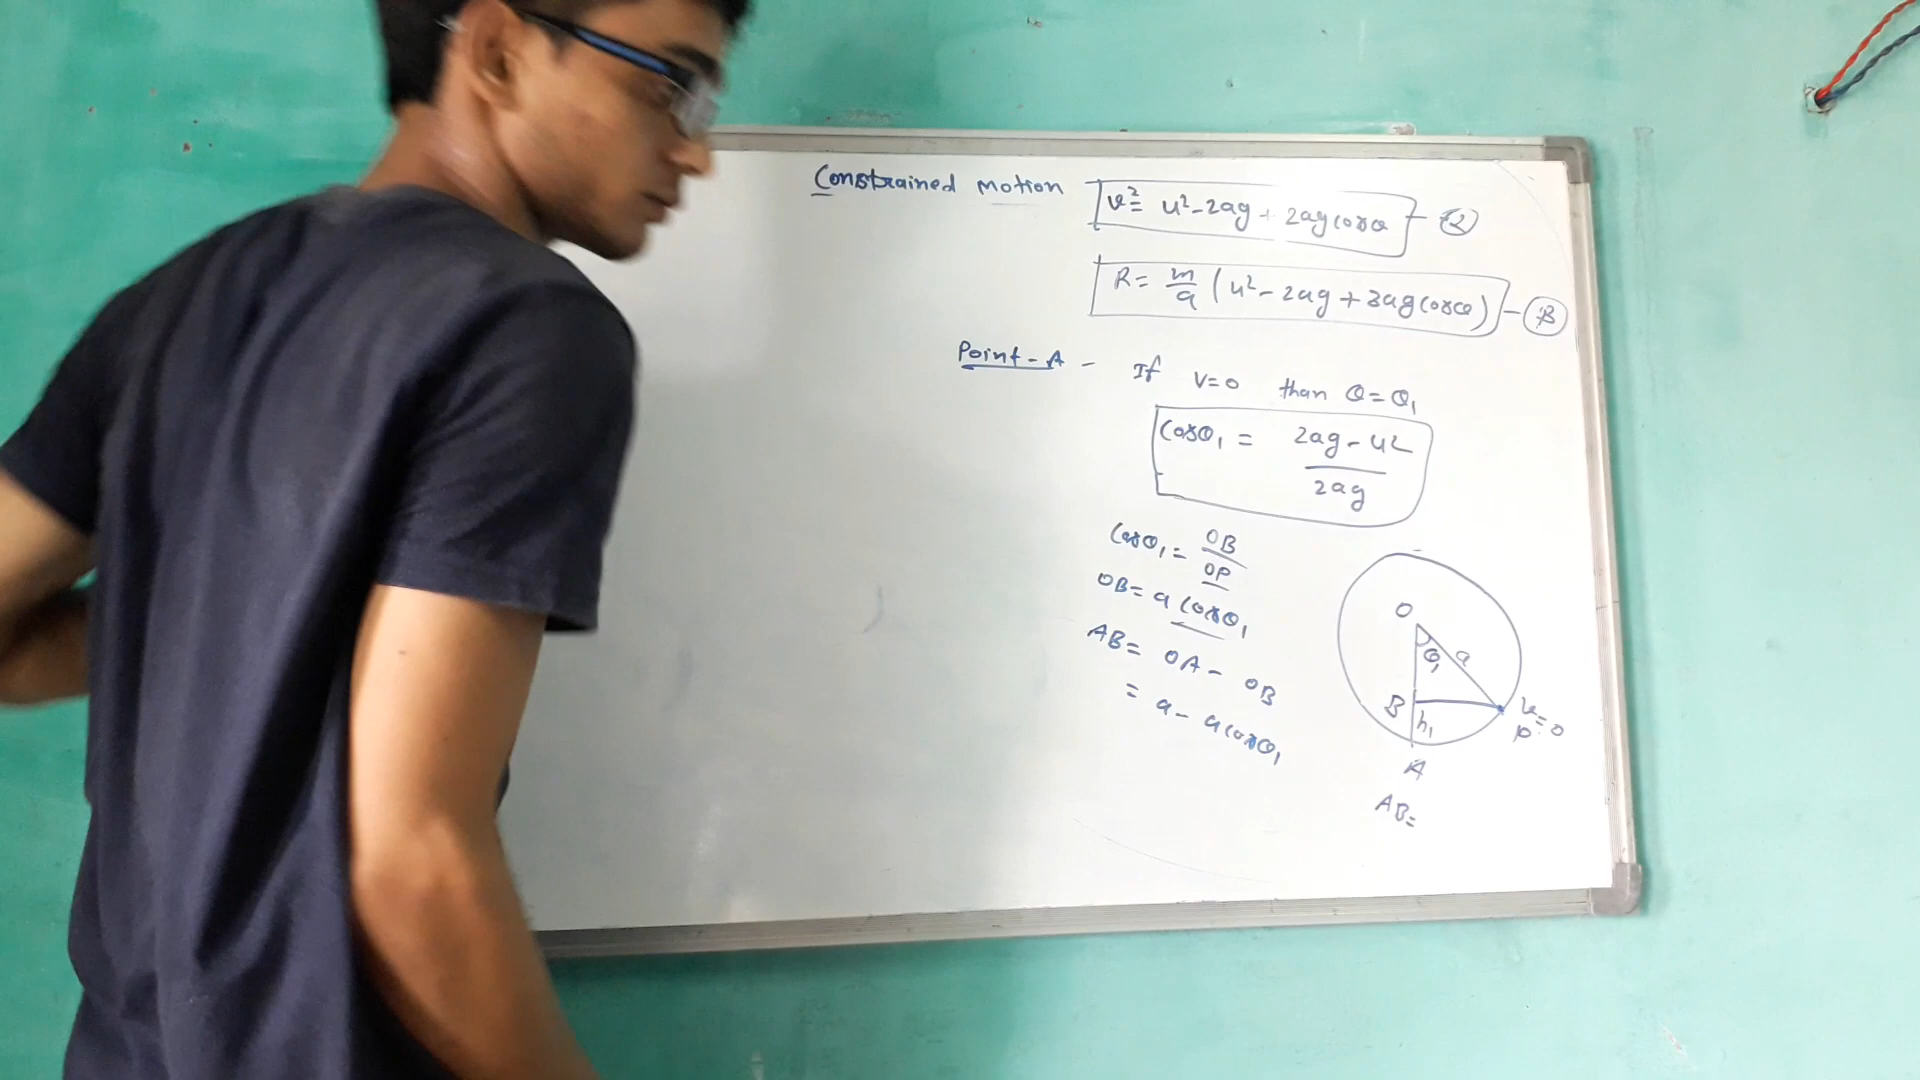 Constrained Motion
v² = u² - 2ag + 2ag cosθ - (2)
R = m/a (u² - 2ag + 3ag cosθ) - (B)
Point - A - If v=0 than θ = θ₁
Cosθ₁ = 2ag - u² / 2ag
Cosθ₁ = OB / OP
OB = a cosθ₁
AB = OA - OB
= a - a cosθ₁
O
θ₁ a
B
h₁
v = 0
p
A
AB =